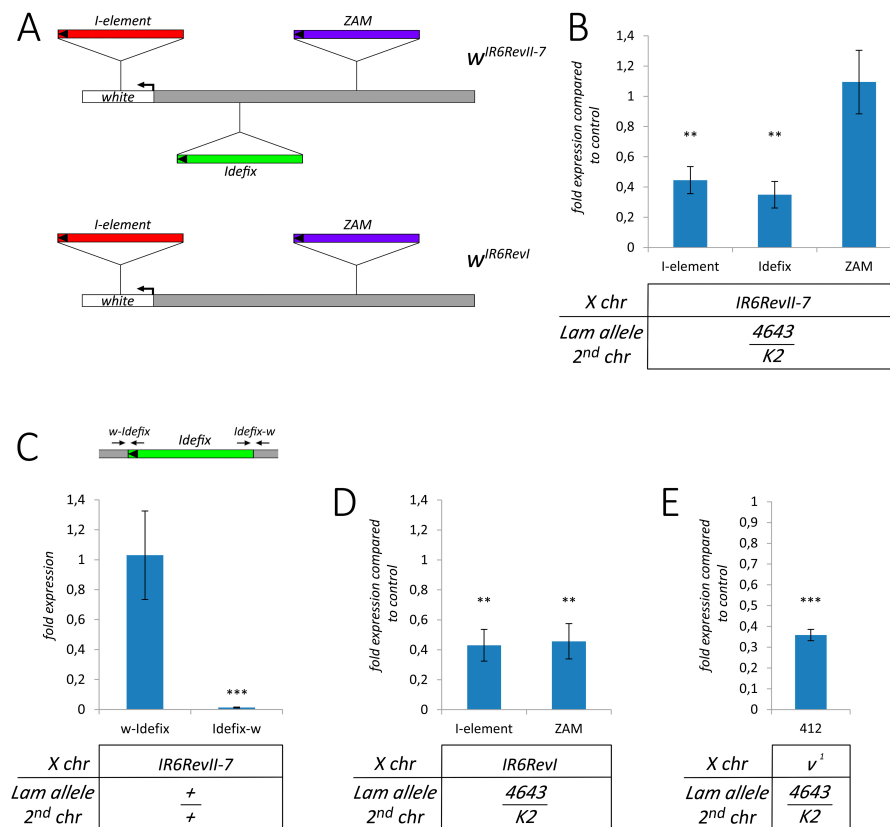 A
I-element
ZAM
w^IR6RevII-7
white
Idefix
I-element
ZAM
w^IR6RevI
white
B
fold expression compared
to control
1,4
1,2
1
0,8
0,6
0,4
0,2
0
**
**
I-element Idefix ZAM
X chr IR6RevII-7
Lam allele 4643
2nd chr K2
C
w-Idefix Idefix Idefix-w
fold expression
1,4
1,2
1
0,8
0,6
0,4
0,2
0
***
w-Idefix Idefix-w
X chr IR6RevII-7
Lam allele +
2nd chr +
D
fold expression compared
to control
1,4
1,2
1
0,8
0,6
0,4
0,2
0
**
**
I-element ZAM
X chr IR6RevI
Lam allele 4643
2nd chr K2
E
fold expression compared
to control
1
0,9
0,8
0,7
0,6
0,5
0,4
0,3
0,2
0,1
0
***
412
X chr v^1
Lam allele 4643
2nd chr K2